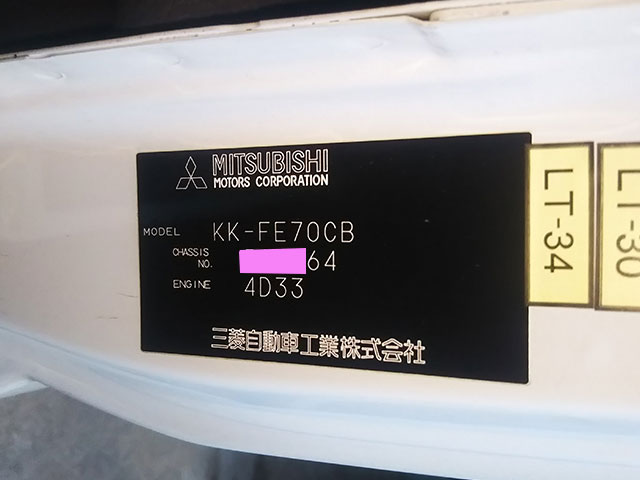 MITSUBISHI
MOTORS CORPORATION
MODEL KK-FE70CB
CHASSIS NO. 64
ENGINE 4D33
三菱自動車工業株式会社
LT-34
LT-30